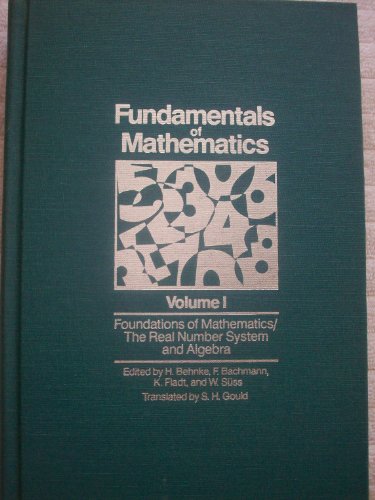 Fundamentals
of
Mathematics
Volume I
Foundations of Mathematics/
The Real Number System
and Algebra
Edited by H. Behnke, F. Bachmann,
K. Fladt, and W. Süss
Translated by S. H. Gould